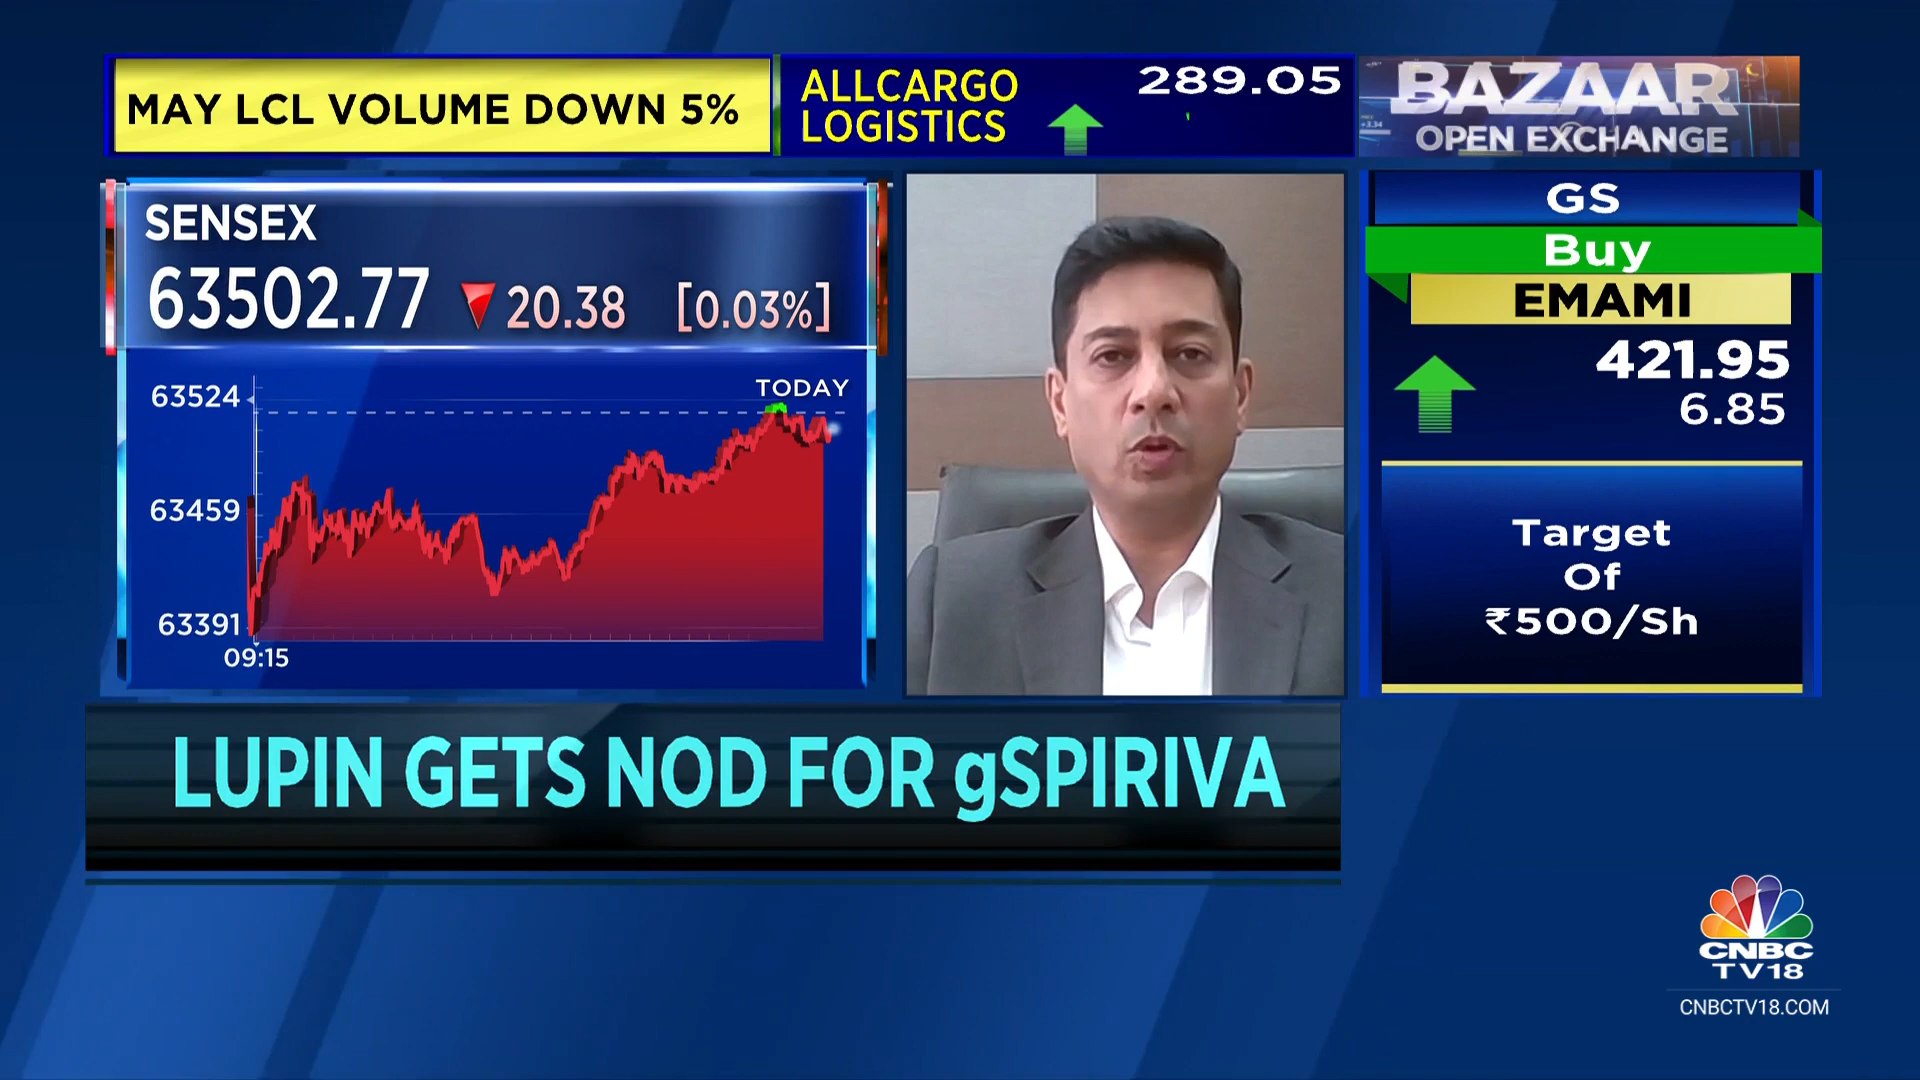 MAY LCL VOLUME DOWN 5%
ALLCARGO
LOGISTICS
289.05
BAZAAR
OPEN EXCHANGE
SENSEX
63502.77 20.38 [0.03%]
TODAY
63524
63459
63391
09:15
GS
Buy
EMAMI
421.95
6.85
Target
Of
₹500/Sh
LUPIN GETS NOD FOR gSPIRIVA
CNBC
TV18
CNBCTV18.COM